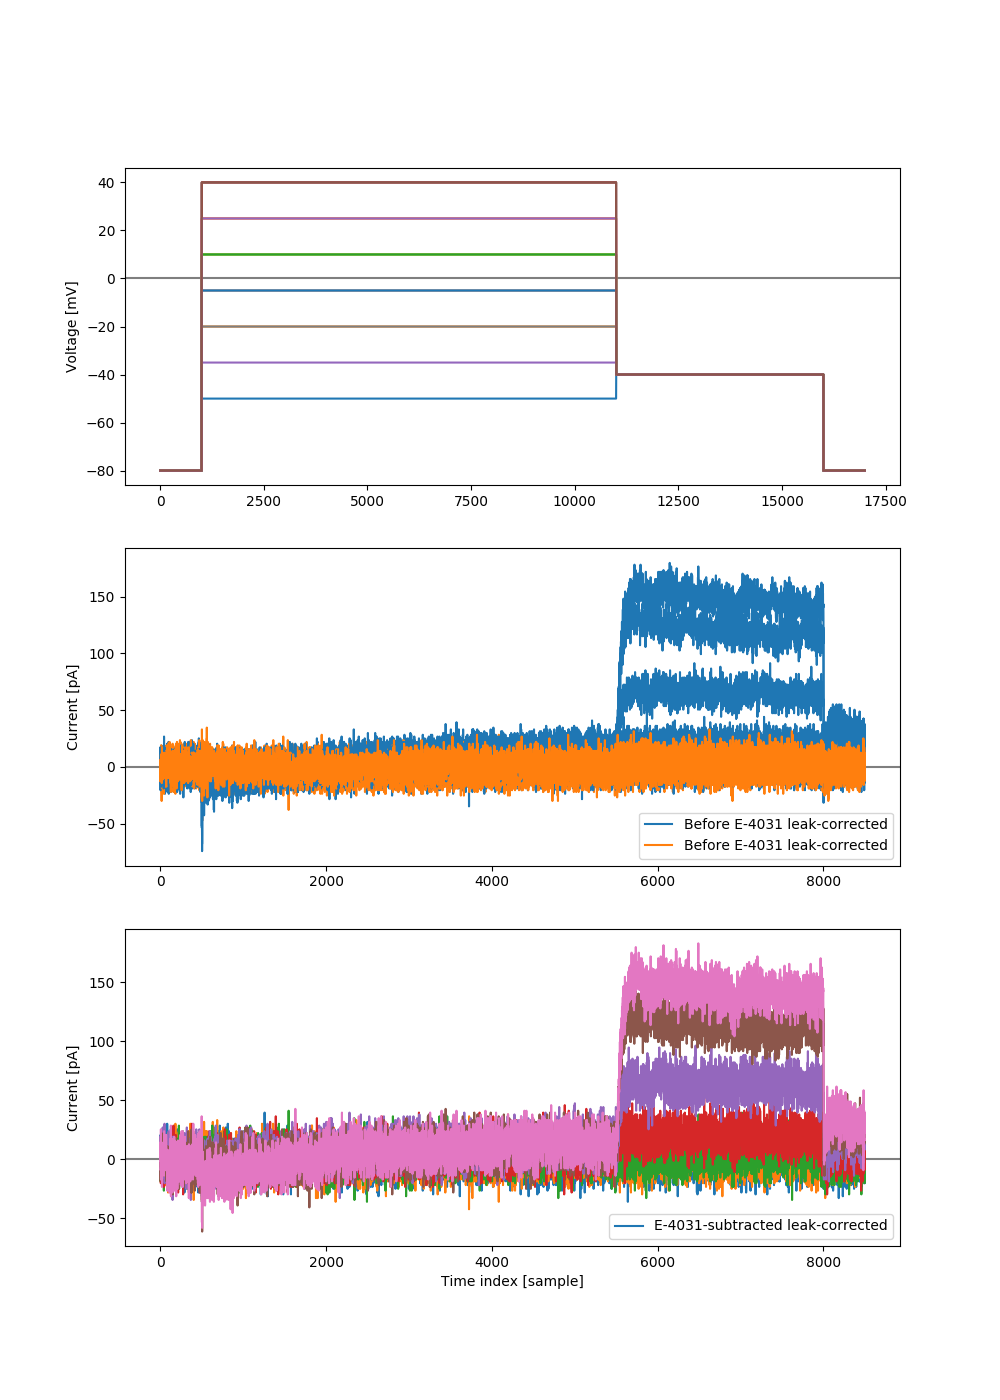 Voltage [mV]
40
20
0
−20
−40
−60
−80
0 2500 5000 7500 10000 12500 15000 17500
Current [pA]
150
100
50
0
−50
Before E-4031 leak-corrected
Before E-4031 leak-corrected
0 2000 4000 6000 8000
Current [pA]
150
100
50
0
−50
E-4031-subtracted leak-corrected
0 2000 4000 6000 8000
Time index [sample]